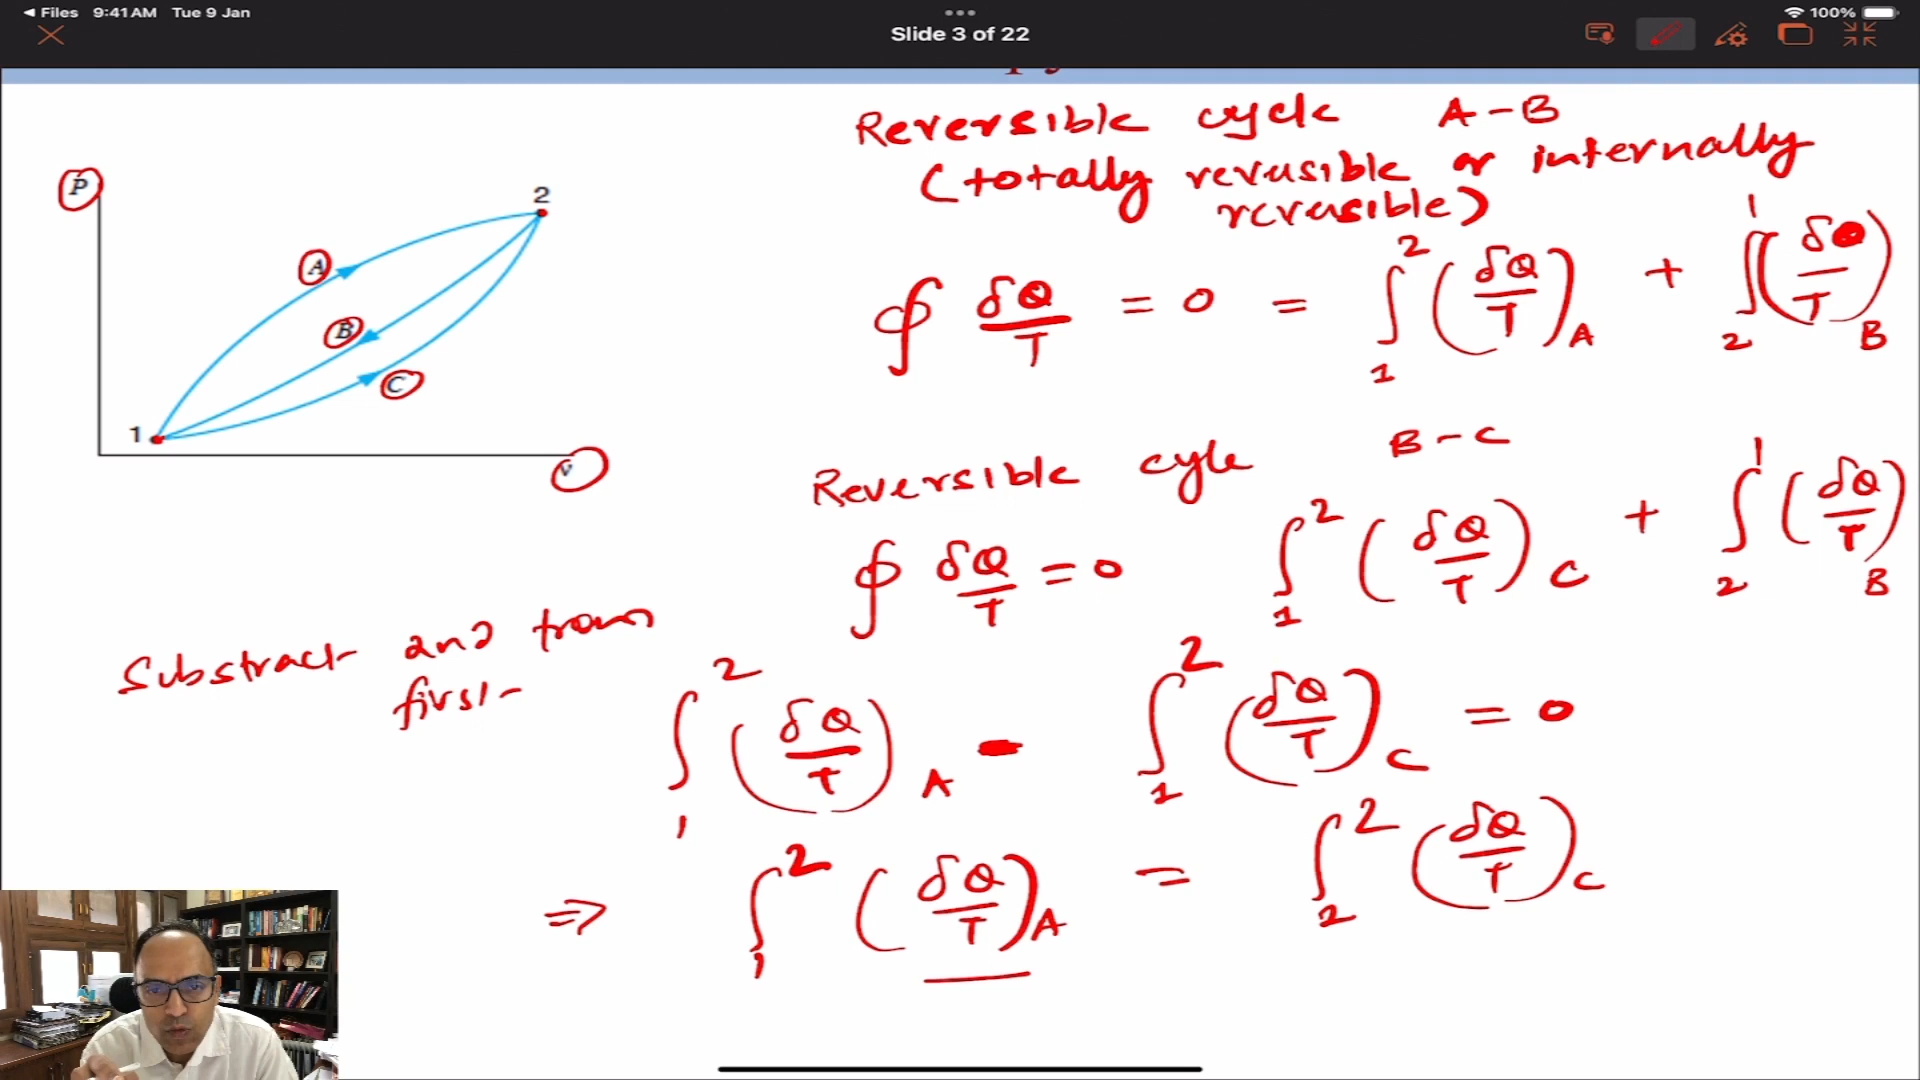 Files 9:41 AM Tue 9 Jan
100%
Slide 3 of 22
Reversible cycle A-B
(totally reversible or internally
reversible)
P
2
A
B
C
1
v
∮ δQ/T = 0 = ∫₁² (δQ/T)_A + ∫₂¹ (δQ/T)_B
Reversible cyle B-C
∮ δQ/T = 0 ∫₁² (δQ/T)_C + ∫₂¹ (δQ/T)_B
Substract and from
first
∫₁² (δQ/T)_A - ∫₁² (δQ/T)_C = 0
⇒ ∫₁² (δQ/T)_A = ∫₂² (δQ/T)_C